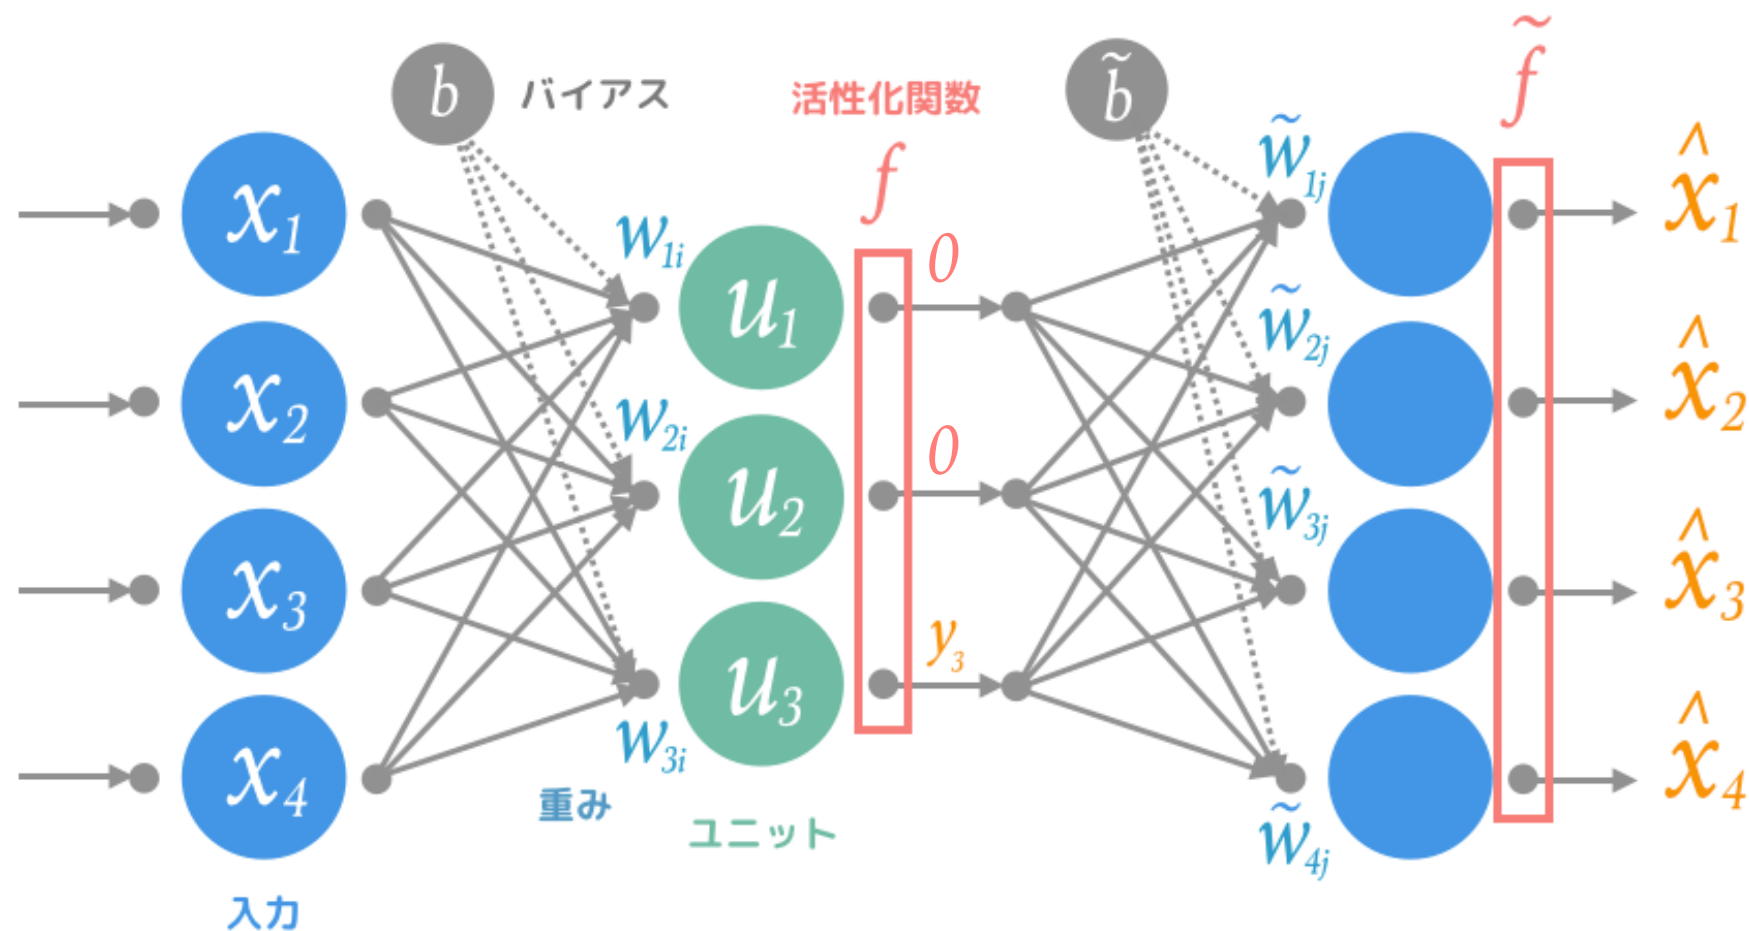 b バイアス
活性化関数
f
b̃
f̃
x₁
x₂
x₃
x₄
入力
w₁ᵢ
w₂ᵢ
w₃ᵢ
重み
u₁
u₂
u₃
ユニット
0
0
y₃
w̃₁ⱼ
w̃₂ⱼ
w̃₃ⱼ
w̃₄ⱼ
x̂₁
x̂₂
x̂₃
x̂₄